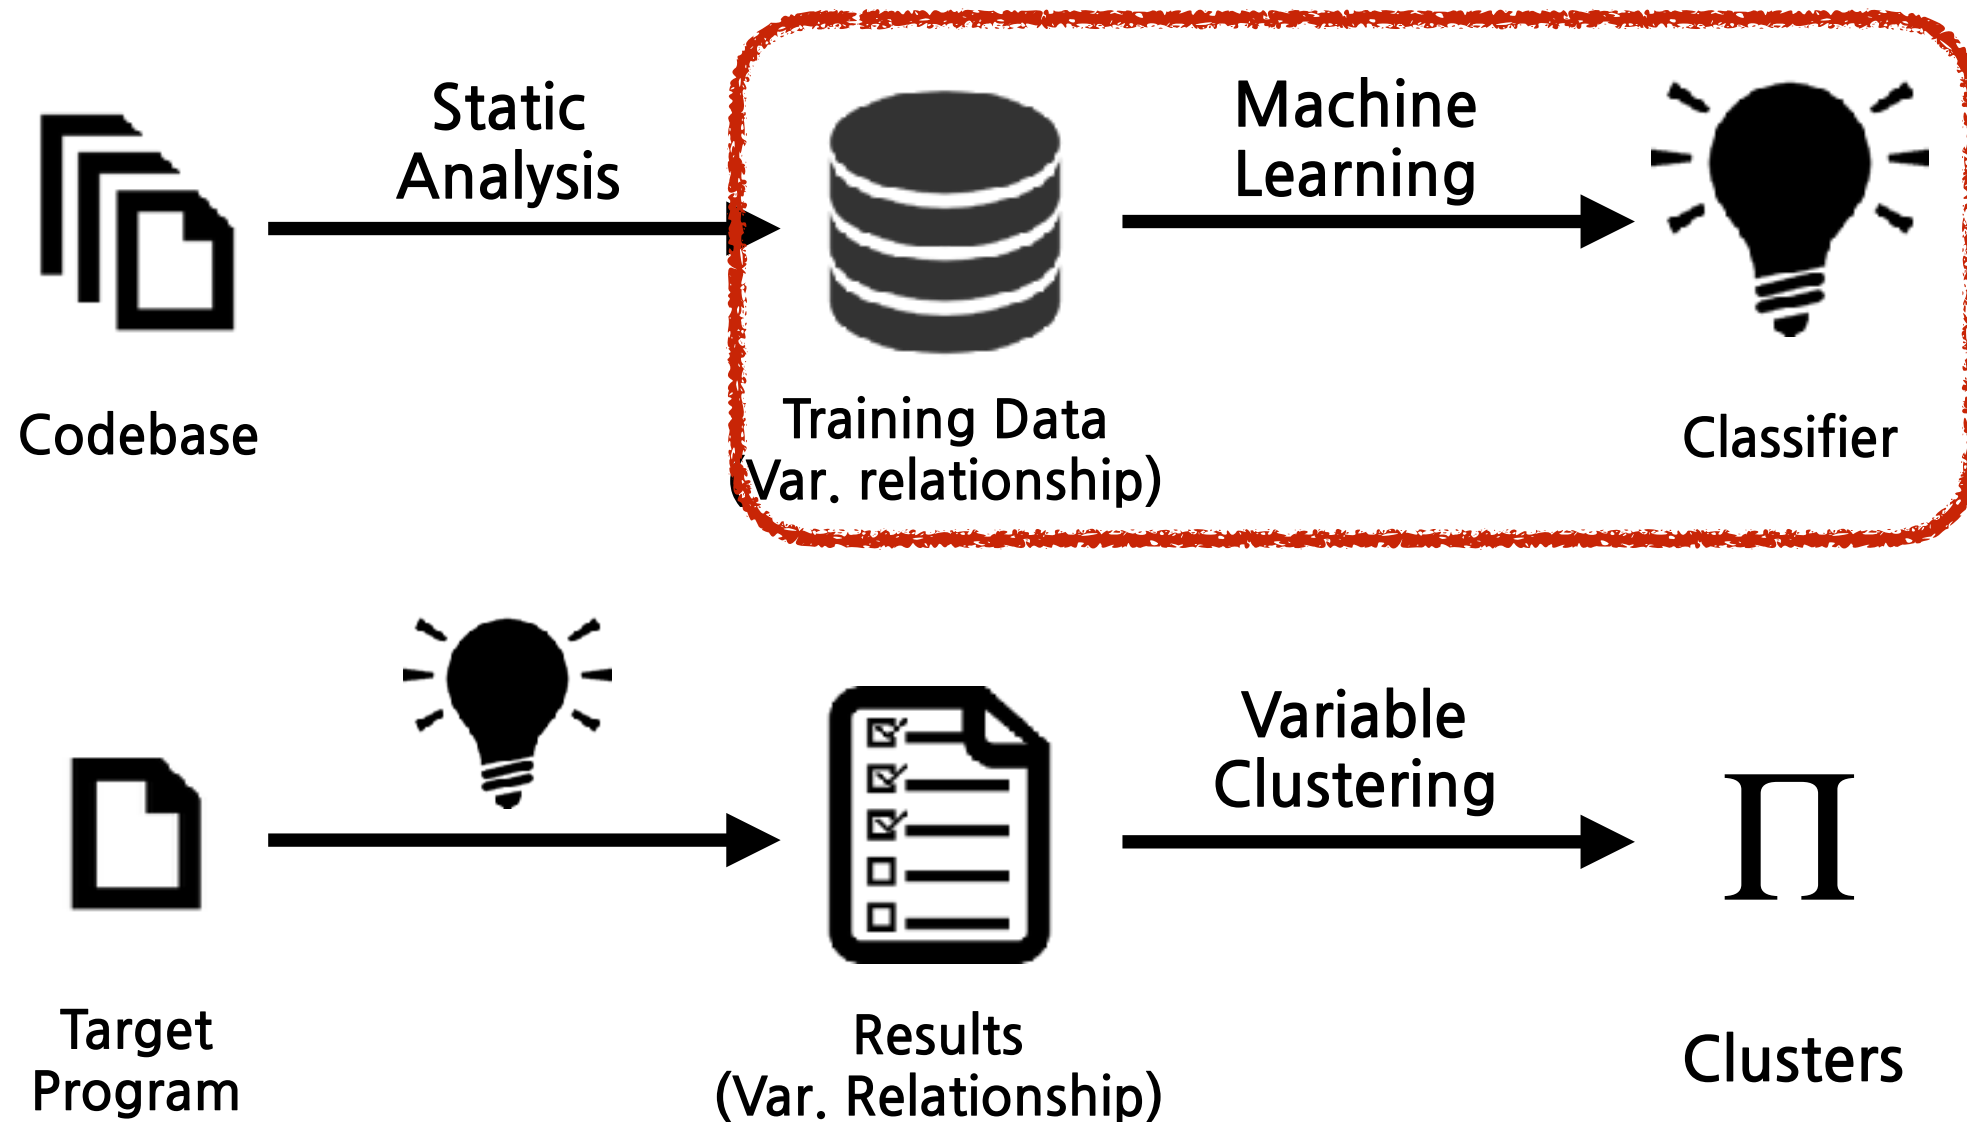 Static
Analysis
Machine
Learning
Codebase
Training Data
(Var. relationship)
Classifier
Variable
Clustering
Π
Target
Program
Results
(Var. Relationship)
Clusters